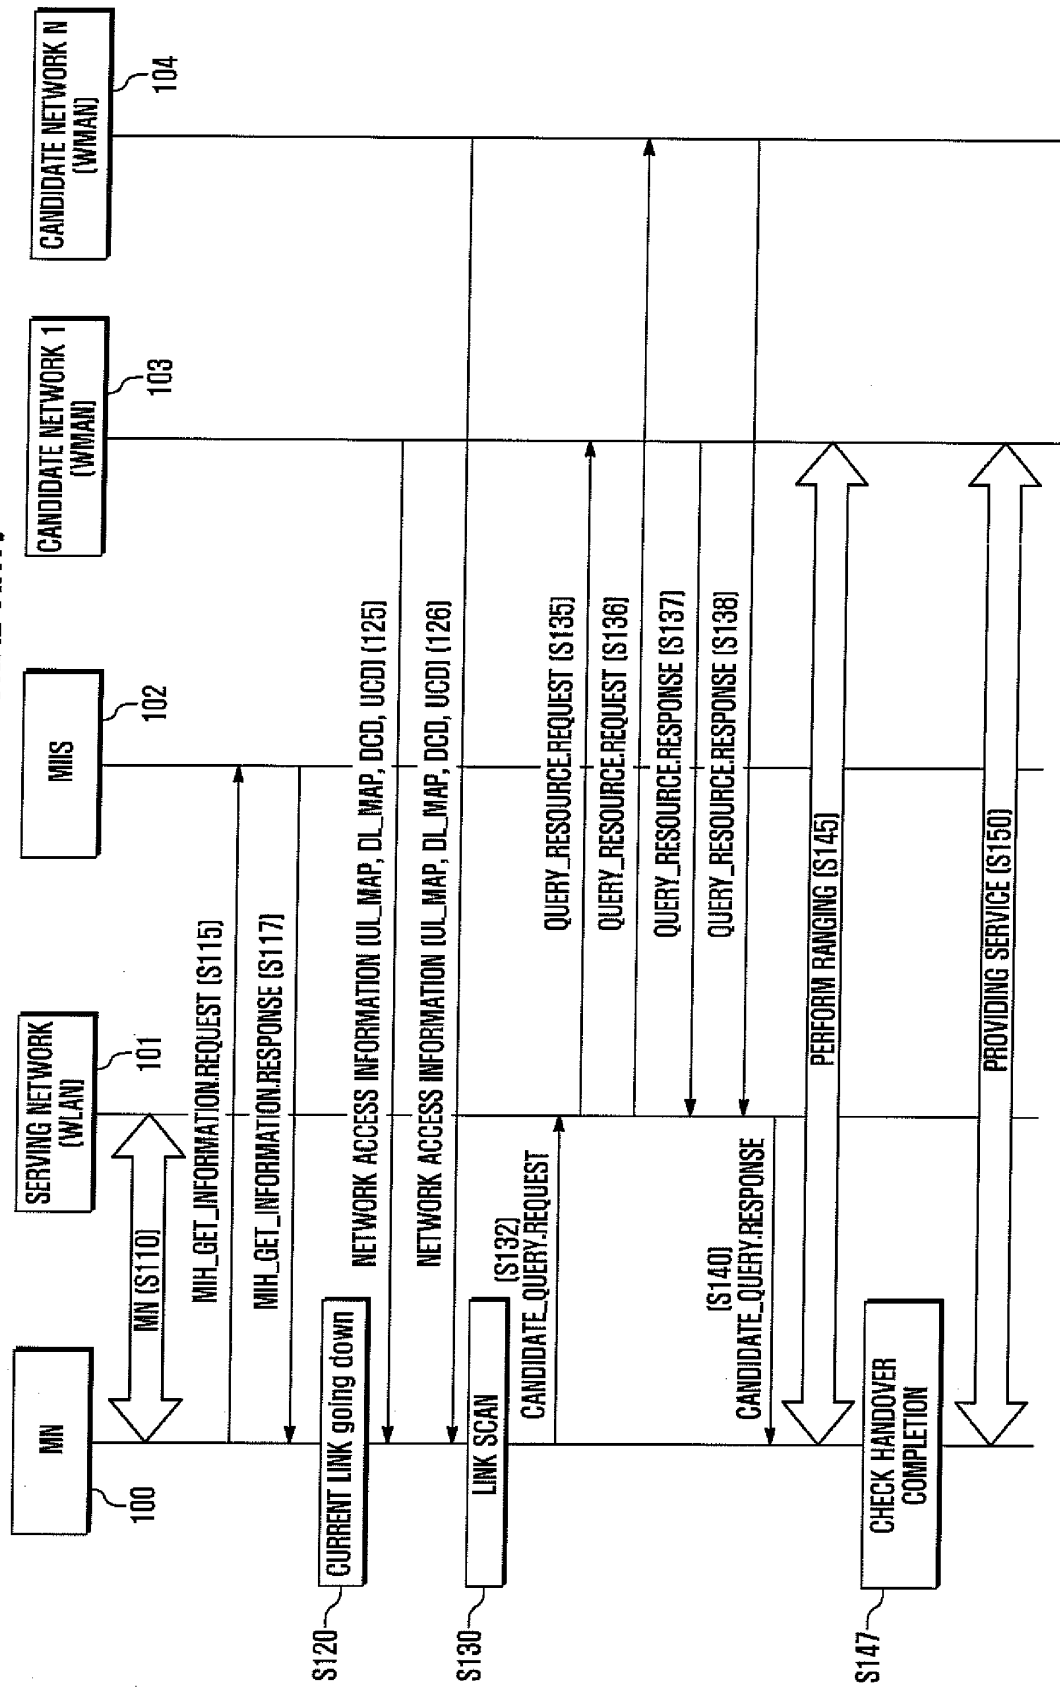 MN
100
SERVING NETWORK
(WLAN)
101
MIIS
102
CANDIDATE NETWORK 1
(WMAN)
103
CANDIDATE NETWORK N
(WMAN)
104
MN (S110)
MIH_GET_INFORMATION.REQUEST (S115)
MIH_GET_INFORMATION.RESPONSE (S117)
S120
CURRENT LINK going down
NETWORK ACCESS INFORMATION (UL_MAP, DL_MAP, DCD, UCD) (125)
NETWORK ACCESS INFORMATION (UL_MAP, DL_MAP, DCD, UCD) (126)
S130
LINK SCAN
(S132)
CANDIDATE_QUERY.REQUEST
QUERY_RESOURCE.REQUEST (S135)
QUERY_RESOURCE.REQUEST (S136)
QUERY_RESOURCE.RESPONSE (S137)
QUERY_RESOURCE.RESPONSE (S138)
(S140)
CANDIDATE_QUERY.RESPONSE
PERFORM RANGING (S145)
S147
CHECK HANDOVER
COMPLETION
PROVIDING SERVICE (S150)